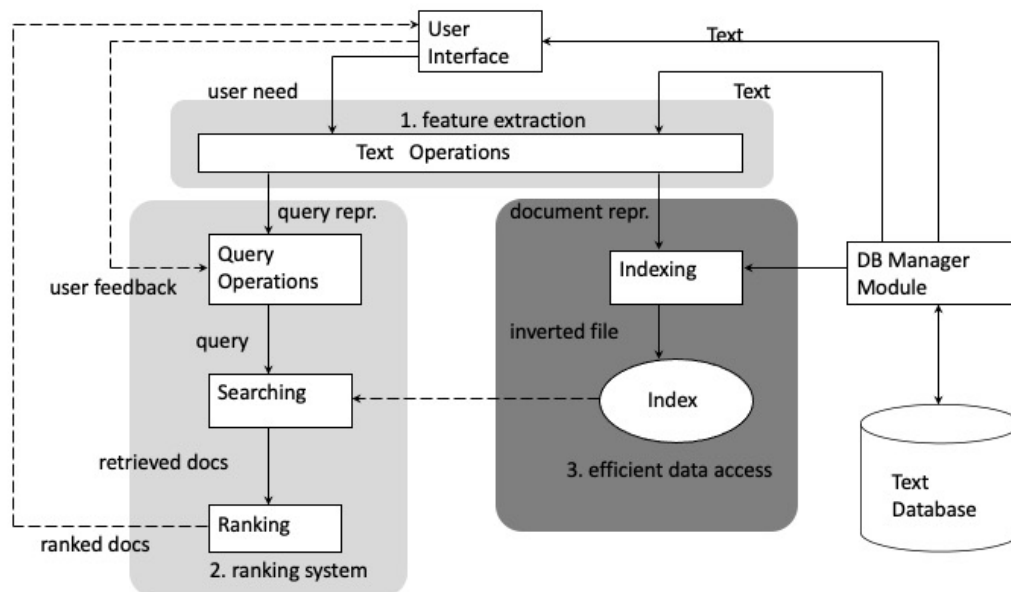 User
Interface
Text
user need
Text
1. feature extraction
Text Operations
query repr.
document repr.
Query
Operations
Indexing
DB Manager
Module
user feedback
query
inverted file
Searching
Index
retrieved docs
3. efficient data access
Text
Database
Ranking
ranked docs
2. ranking system